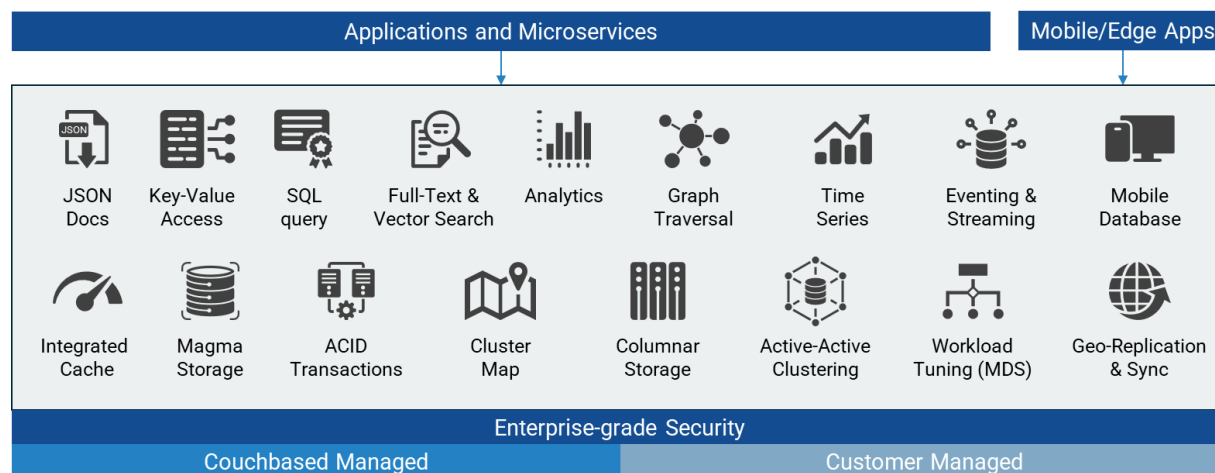 Applications and Microservices
Mobile/Edge Apps
JSON
JSON
Docs
Key-Value
Access
SQL
query
Full-Text &
Vector Search
Analytics
Graph
Traversal
Time
Series
Eventing &
Streaming
Mobile
Database
Integrated
Cache
Magma
Storage
ACID
Transactions
Cluster
Map
Columnar
Storage
Active-Active
Clustering
Workload
Tuning (MDS)
Geo-Replication
& Sync
Enterprise-grade Security
Couchbased Managed
Customer Managed